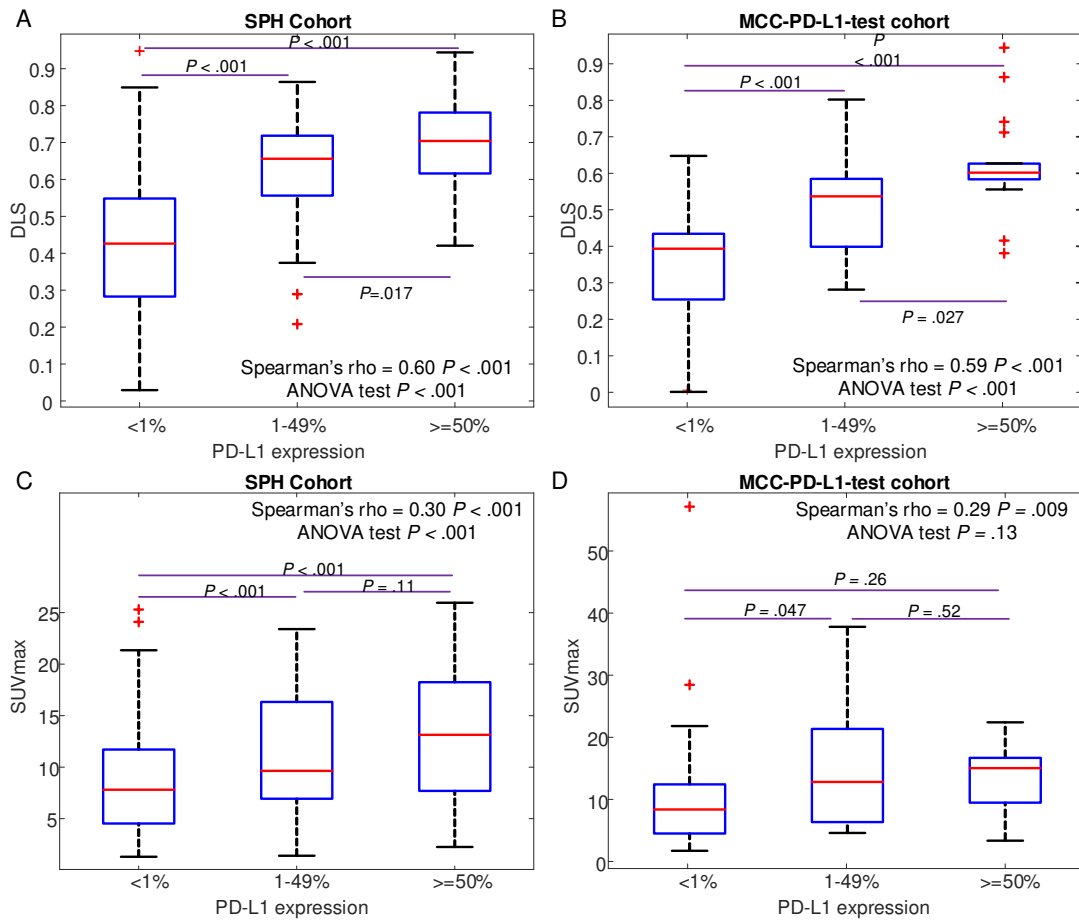 A
SPH Cohort
P < .001
P < .001
P=.017
0.9
0.8
0.7
0.6
0.5
0.4
0.3
0.2
0.1
0
DLS
Spearman's rho = 0.60 P < .001
ANOVA test P < .001
<1%
1-49%
>=50%
PD-L1 expression
B
MCC-PD-L1-test cohort
P
< .001
P < .001
P = .027
0.9
0.8
0.7
0.6
0.5
0.4
0.3
0.2
0.1
0
DLS
Spearman's rho = 0.59 P < .001
ANOVA test P < .001
<1%
1-49%
>=50%
PD-L1 expression
C
SPH Cohort
Spearman's rho = 0.30 P < .001
ANOVA test P < .001
P < .001
P < .001
P = .11
25
20
15
10
5
SUVmax
<1%
1-49%
>=50%
PD-L1 expression
D
MCC-PD-L1-test cohort
Spearman's rho = 0.29 P = .009
ANOVA test P = .13
P = .26
P = .047
P = .52
50
40
30
20
10
0
SUVmax
<1%
1-49%
>=50%
PD-L1 expression